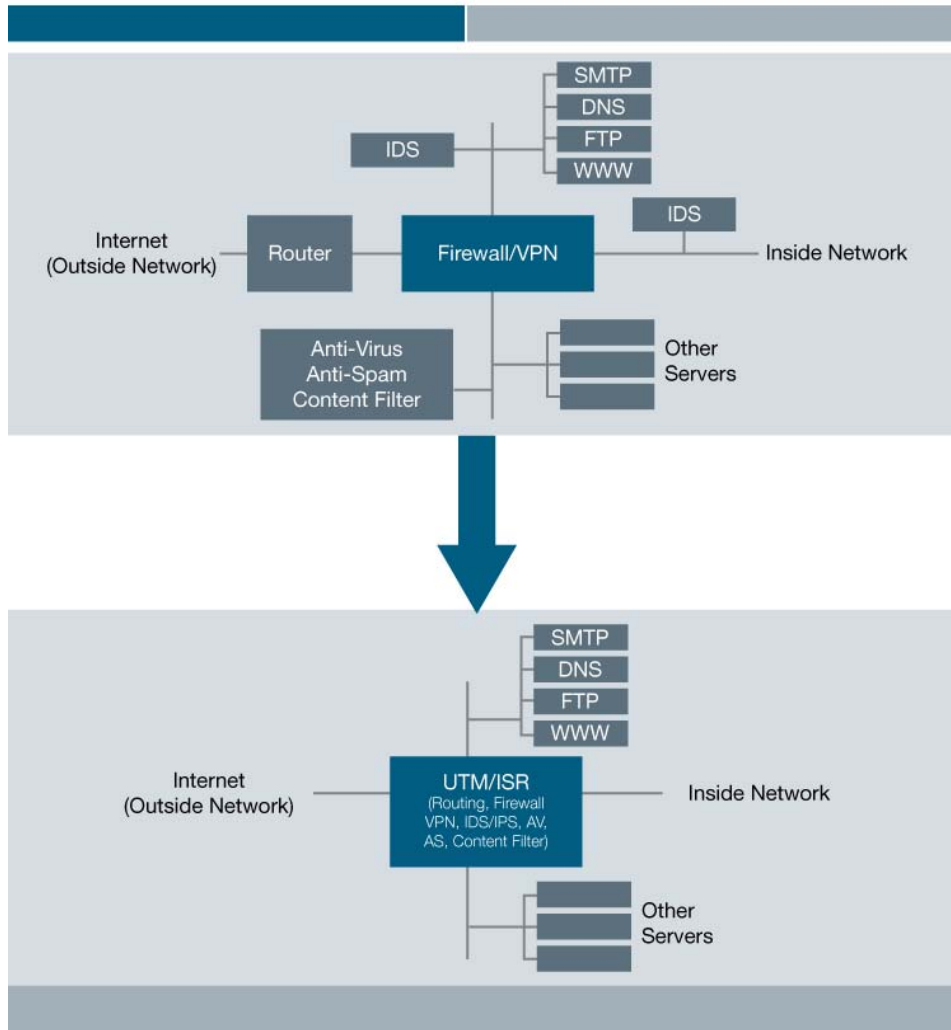 SMTP
DNS
FTP
WWW
IDS
IDS
Internet
(Outside Network)
Router
Firewall/VPN
Inside Network
Anti-Virus
Anti-Spam
Content Filter
Other
Servers
SMTP
DNS
FTP
WWW
Internet
(Outside Network)
UTM/ISR
(Routing, Firewall
VPN, IDS/IPS, AV,
AS, Content Filter)
Inside Network
Other
Servers